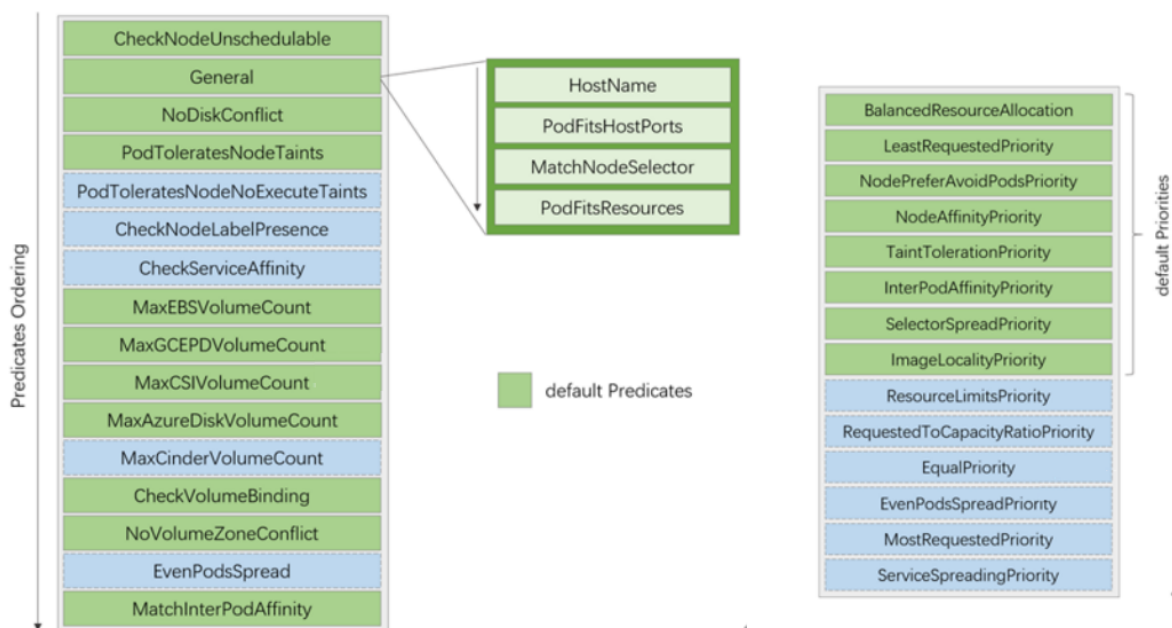 Predicates Ordering
CheckNodeUnschedulable
General
NoDiskConflict
PodToleratesNodeTaints
PodToleratesNodeNoExecuteTaints
CheckNodeLabelPresence
CheckServiceAffinity
MaxEBSVolumeCount
MaxGCEPDVolumeCount
MaxCSIVolumeCount
MaxAzureDiskVolumeCount
MaxCinderVolumeCount
CheckVolumeBinding
NoVolumeZoneConflict
EvenPodsSpread
MatchInterPodAffinity
HostName
PodFitsHostPorts
MatchNodeSelector
PodFitsResources
default Predicates
BalancedResourceAllocation
LeastRequestedPriority
NodePreferAvoidPodsPriority
NodeAffinityPriority
TaintTolerationPriority
InterPodAffinityPriority
SelectorSpreadPriority
ImageLocalityPriority
ResourceLimitsPriority
RequestedToCapacityRatioPriority
EqualPriority
EvenPodsSpreadPriority
MostRequestedPriority
ServiceSpreadingPriority
default Priorities